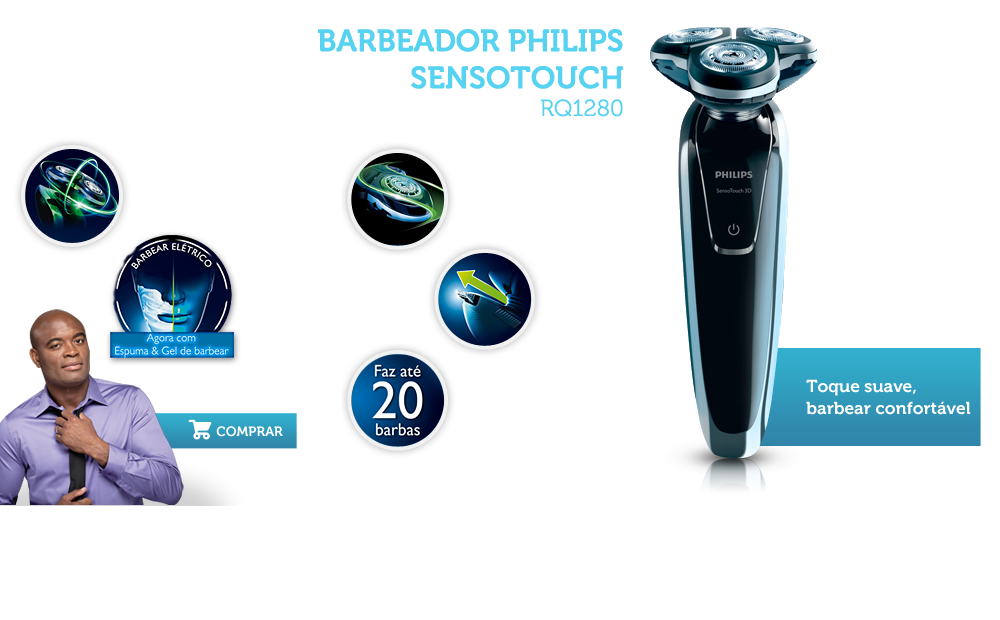 BARBEADOR PHILIPS
SENSOTOUCH
RQ1280
PHILIPS
SensoTouch 3D
BARBEAR ELÉTRICO
Agora com
Espuma & Gel de barbear
Faz até
20
barbas
Toque suave,
barbear confortável
COMPRAR